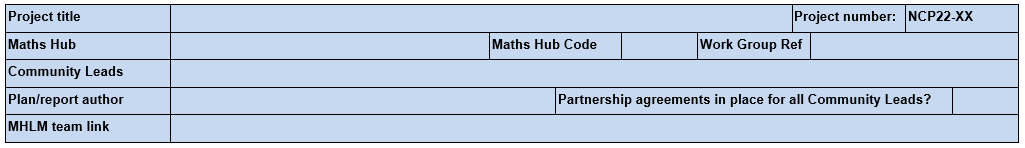 Project title Project number: NCP22-XX
Maths Hub Maths Hub Code Work Group Ref
Community Leads
Plan/report author Partnership agreements in place for all Community Leads?
MHLM team link